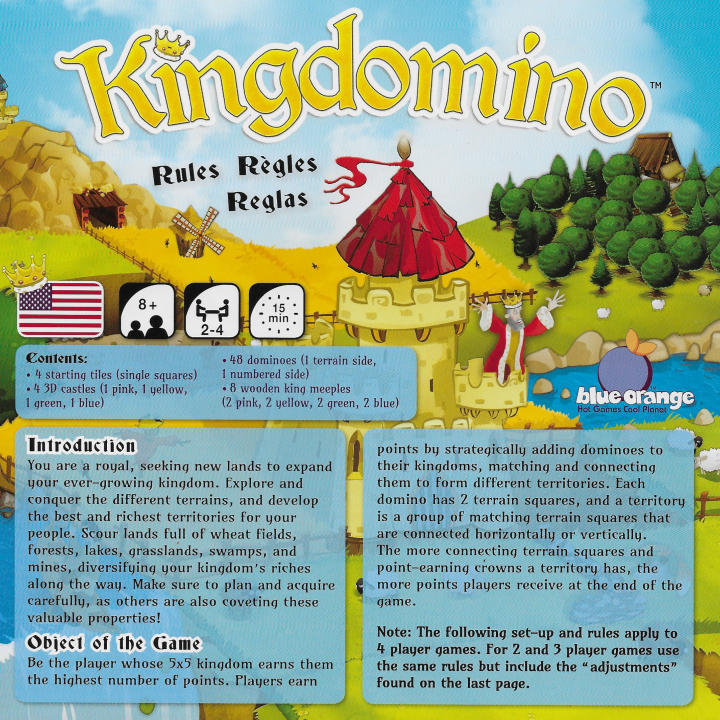 Kingdomino™
Rules Règles
Reglas
8+
2-4
15
min
Contents:
• 4 starting tiles (single squares)
• 4 3D castles (1 pink, 1 yellow,
1 green, 1 blue)
• 48 dominoes (1 terrain side,
1 numbered side)
• 8 wooden king meeples
(2 pink, 2 yellow, 2 green, 2 blue)
blue orange™
Hot Games Cool Planet
Introduction
You are a royal, seeking new lands to expand
your ever-growing kingdom. Explore and
conquer the different terrains, and develop
the best and richest territories for your
people. Scour lands full of wheat fields,
forests, lakes, grasslands, swamps, and
mines, diversifying your kingdom's riches
along the way. Make sure to plan and acquire
carefully, as others are also coveting these
valuable properties!
Object of the Game
Be the player whose 5x5 kingdom earns them
the highest number of points. Players earn
points by strategically adding dominoes to
their kingdoms, matching and connecting
them to form different territories. Each
domino has 2 terrain squares, and a territory
is a group of matching terrain squares that
are connected horizontally or vertically.
The more connecting terrain squares and
point-earning crowns a territory has, the
more points players receive at the end of the
game.
Note: The following set-up and rules apply to
4 player games. For 2 and 3 player games use
the same rules but include the "adjustments"
found on the last page.